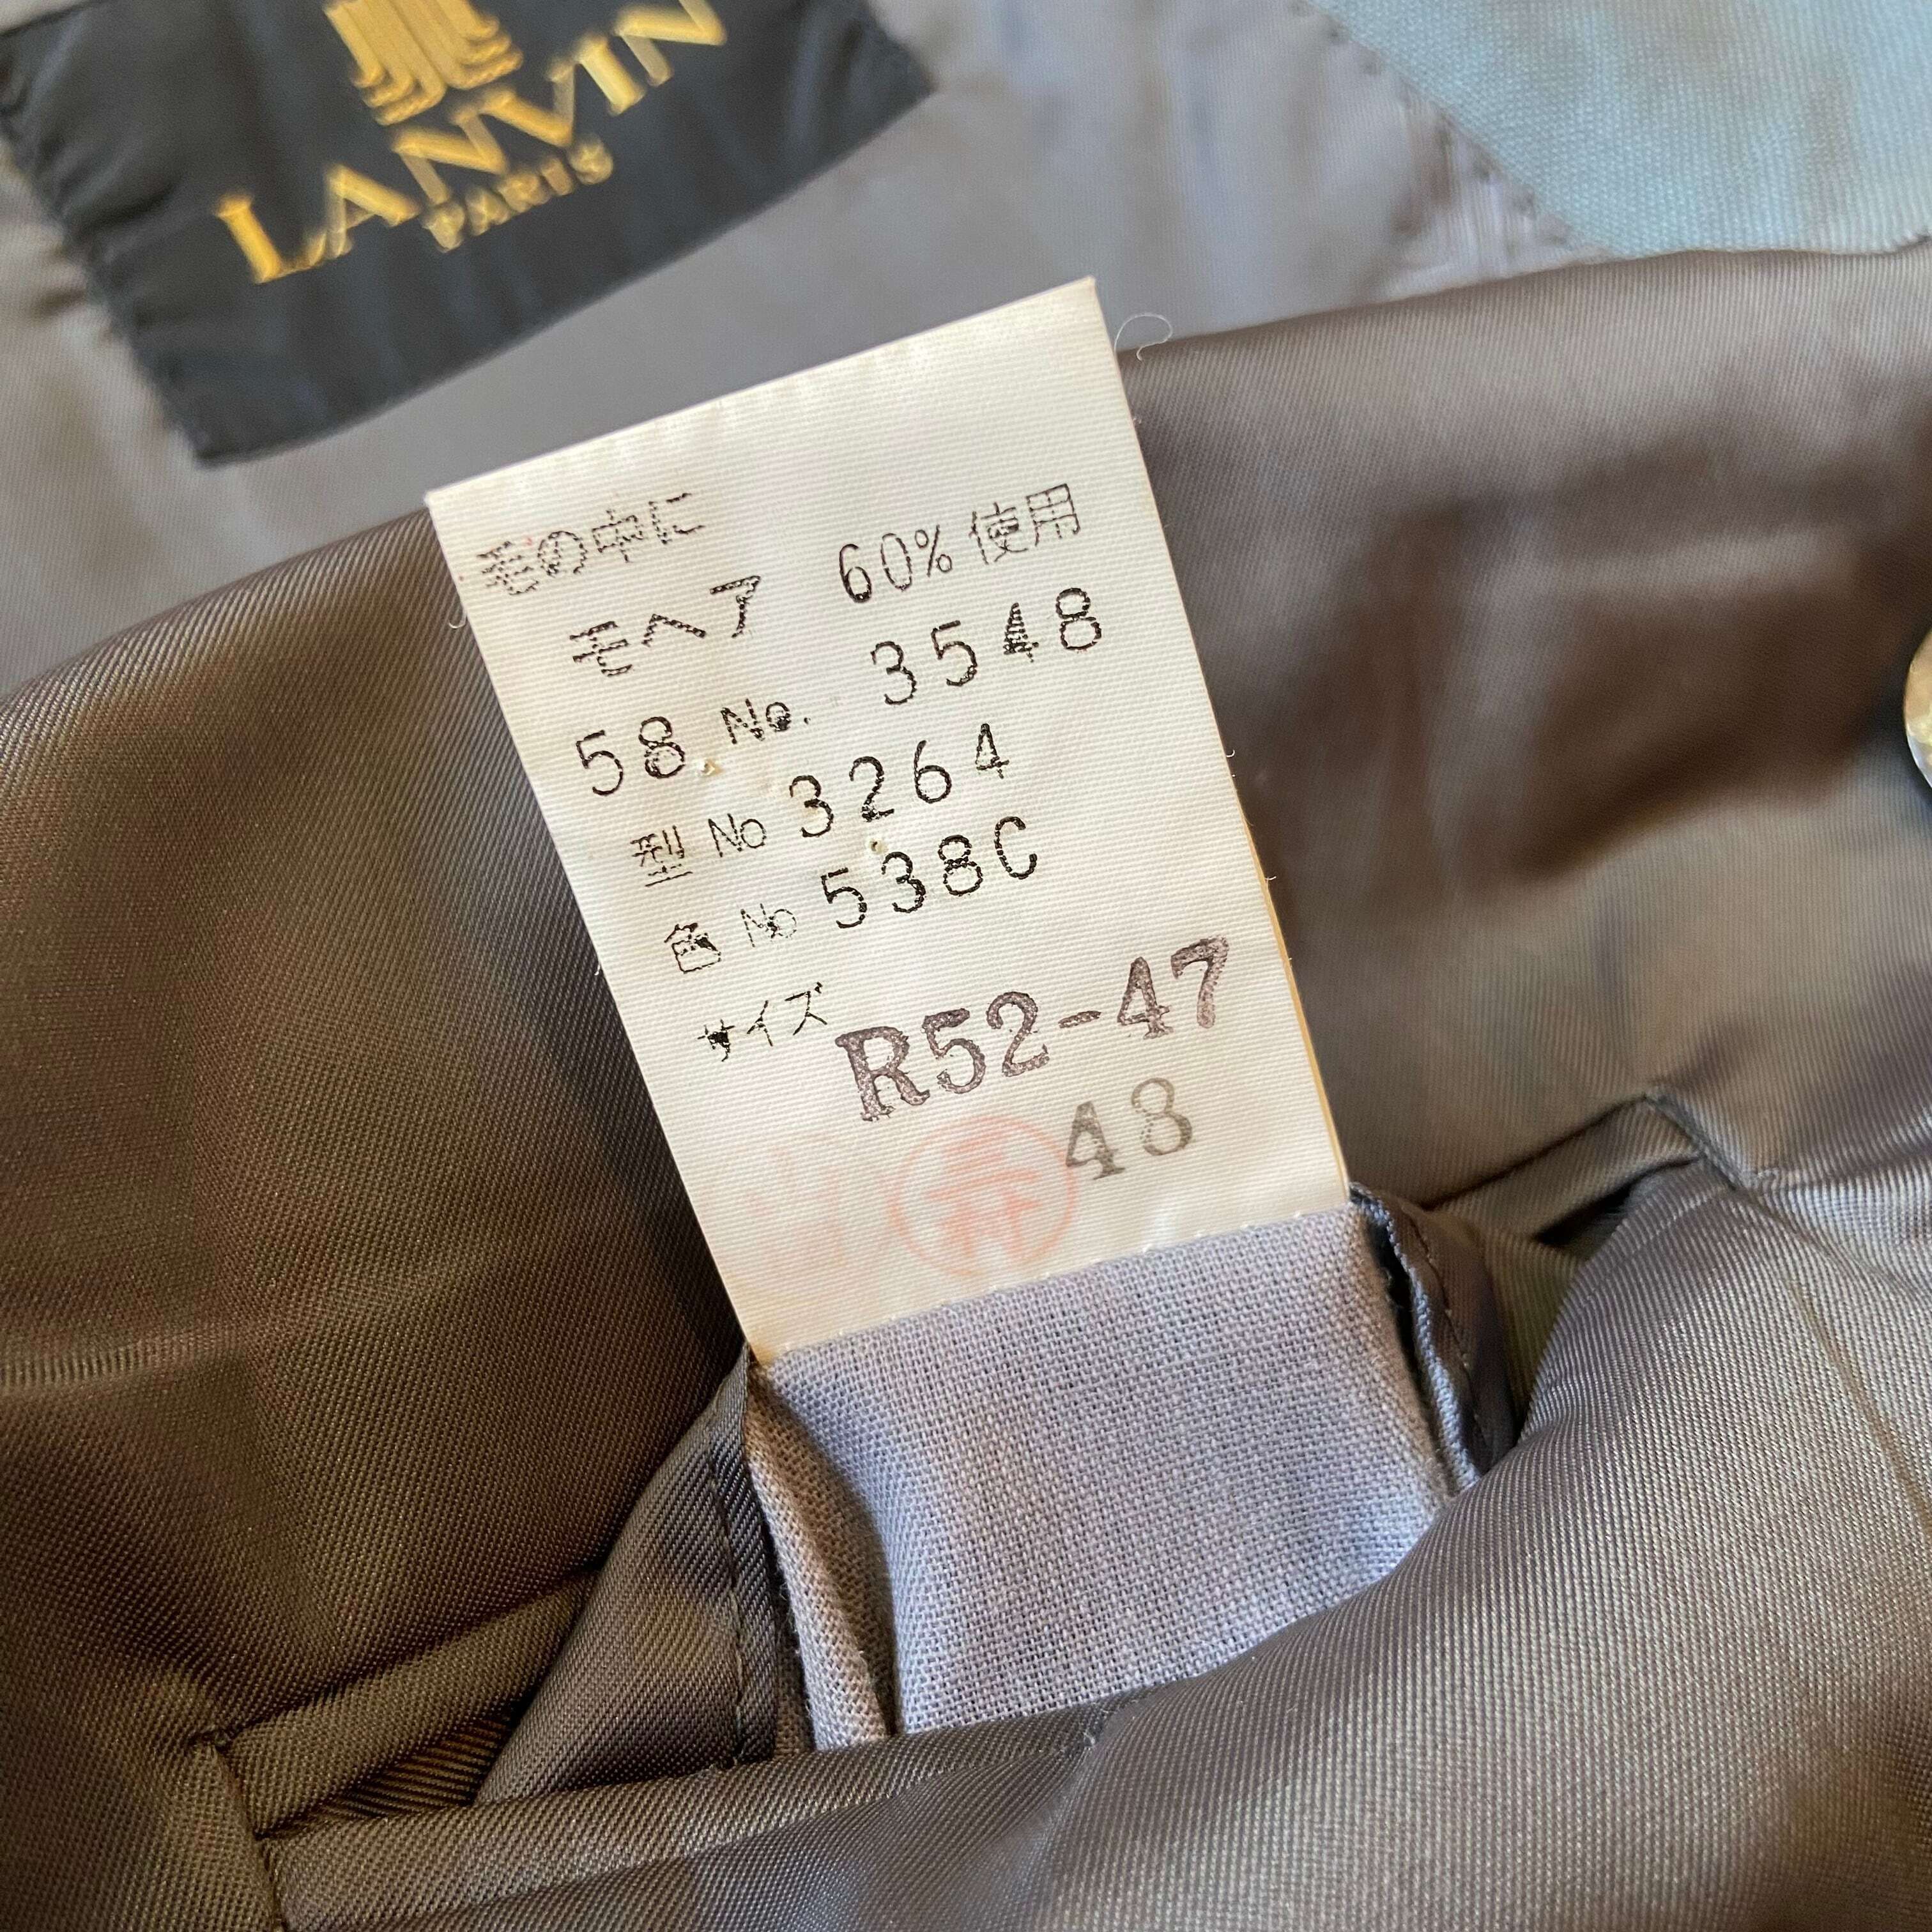 LANVIN
PARIS
毛の中に
モヘア 60%使用
58 No. 3548
型 No 3264
色 No 538C
サイズ R52-47
48